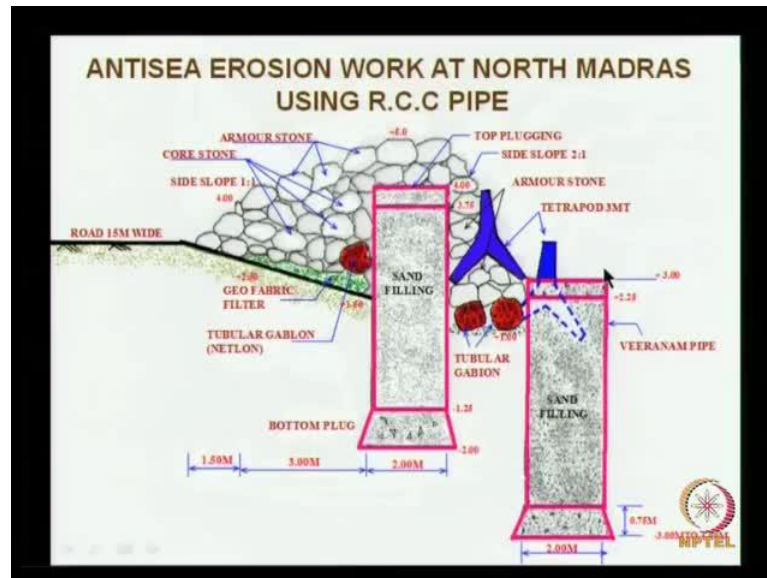 ANTISEA EROSION WORK AT NORTH MADRAS
USING R.C.C PIPE
ARMOUR STONE
+5.0
TOP PLUGGING
CORE STONE
SIDE SLOPE 2:1
SIDE SLOPE 1:1
4.00
4.00
3.75
ARMOUR STONE
TETRAPOD 3MT
ROAD 15M WIDE
SAND
FILLING
GEO FABRIC
FILTER
+3.00
+2.25
TUBULAR GABLON
(NETLON)
TUBULAR
GABION
VEERANAM PIPE
SAND
FILLING
BOTTOM PLUG
-1.25
-2.00
1.50M
3.00M
2.00M
0.75M
2.00M
NPTEL